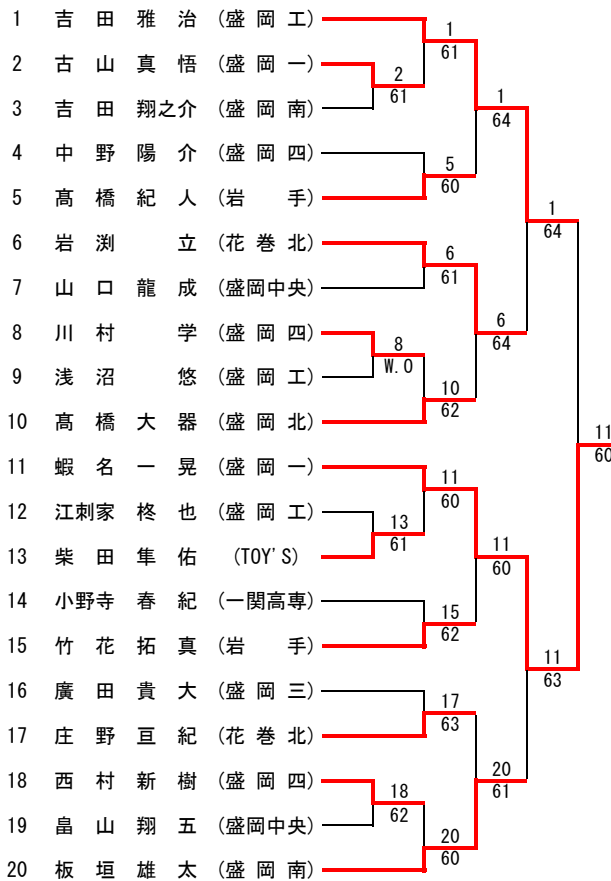 1 吉田雅治 (盛岡工)
2 古山真悟 (盛岡一)
3 吉田翔之介 (盛岡南)
4 中野陽介 (盛岡四)
5 髙橋紀人 (岩手)
6 岩渕立 (花巻北)
7 山口龍成 (盛岡中央)
8 川村学 (盛岡四)
9 浅沼悠 (盛岡工)
10 髙橋大器 (盛岡北)
11 蝦名一晃 (盛岡一)
12 江刺家柊也 (盛岡工)
13 柴田隼佑 (TOY'S)
14 小野寺春紀 (一関高専)
15 竹花拓真 (岩手)
16 廣田貴大 (盛岡三)
17 庄野亘紀 (花巻北)
18 西村新樹 (盛岡四)
19 畠山翔五 (盛岡中央)
20 板垣雄太 (盛岡南)
2
61
8
W.O
13
61
18
62
1
61
5
60
6
61
10
62
11
60
15
62
17
63
20
60
1
64
6
64
11
60
20
61
1
64
11
63
11
60